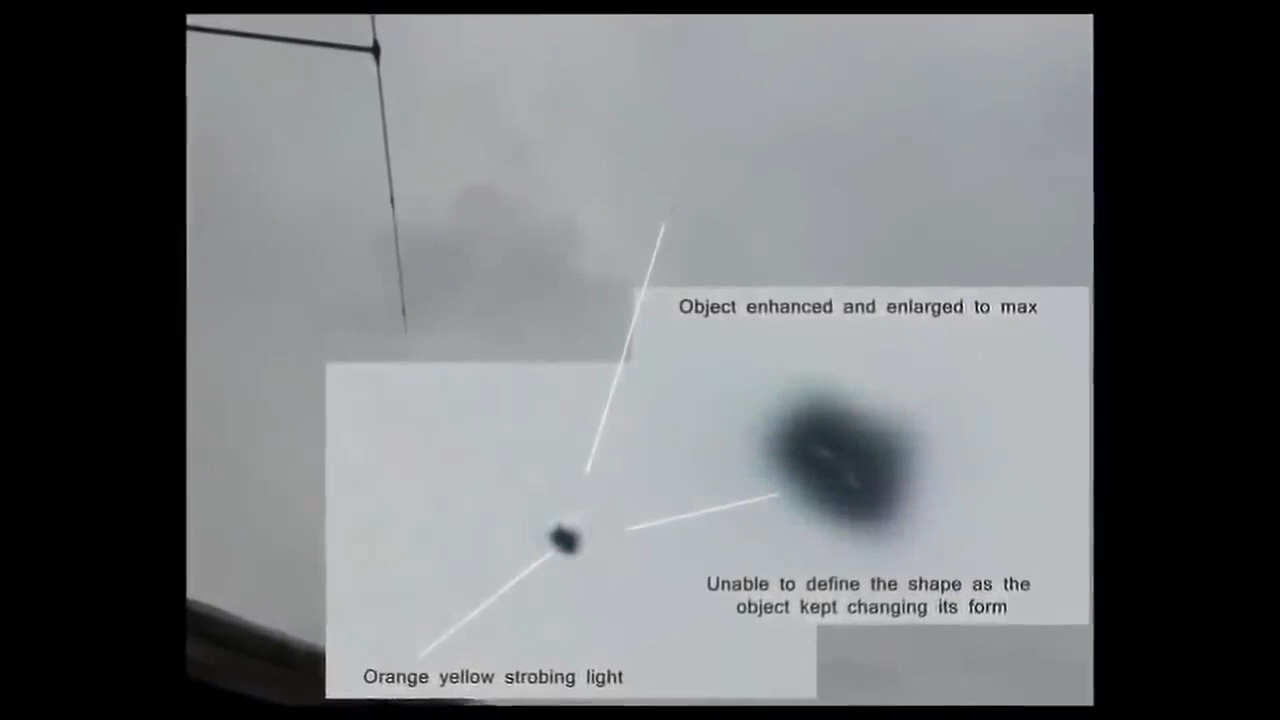 Object enhanced and enlarged to max
Unable to define the shape as the
object kept changing its form
Orange yellow strobing light